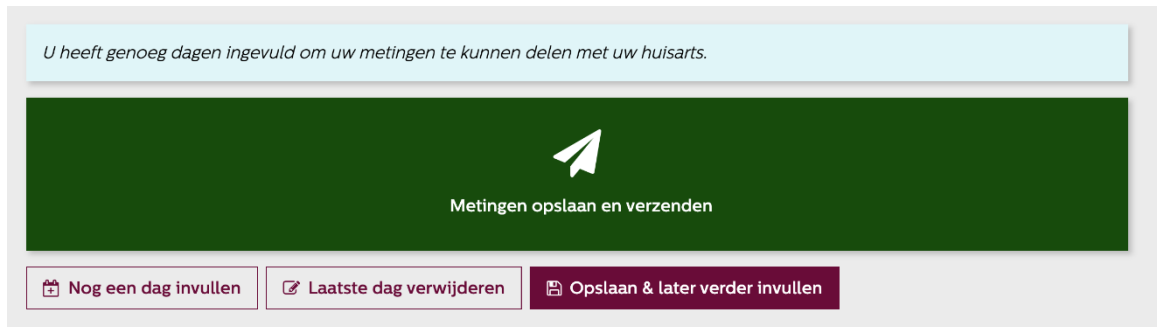 U heeft genoeg dagen ingevuld om uw metingen te kunnen delen met uw huisarts.
Metingen opslaan en verzenden
Nog een dag invullen
Laatste dag verwijderen
Opslaan & later verder invullen